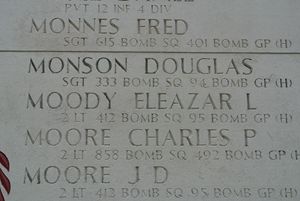 PVT 12 INF 4 DIV
MONNES FRED
SGT 615 BOMB SQ 401 BOMB GP (H)
MONSON DOUGLAS
SGT 333 BOMB SQ 94 BOMB GP (H)
MOODY ELEAZAR L
2 LT 412 BOMB SQ 95 BOMB GP (H)
MOORE CHARLES P
2 LT 858 BOMB SQ 492 BOMB GP (H
MOORE J D
2 LT 413 BOMB SQ 95 BOMB GP (H)